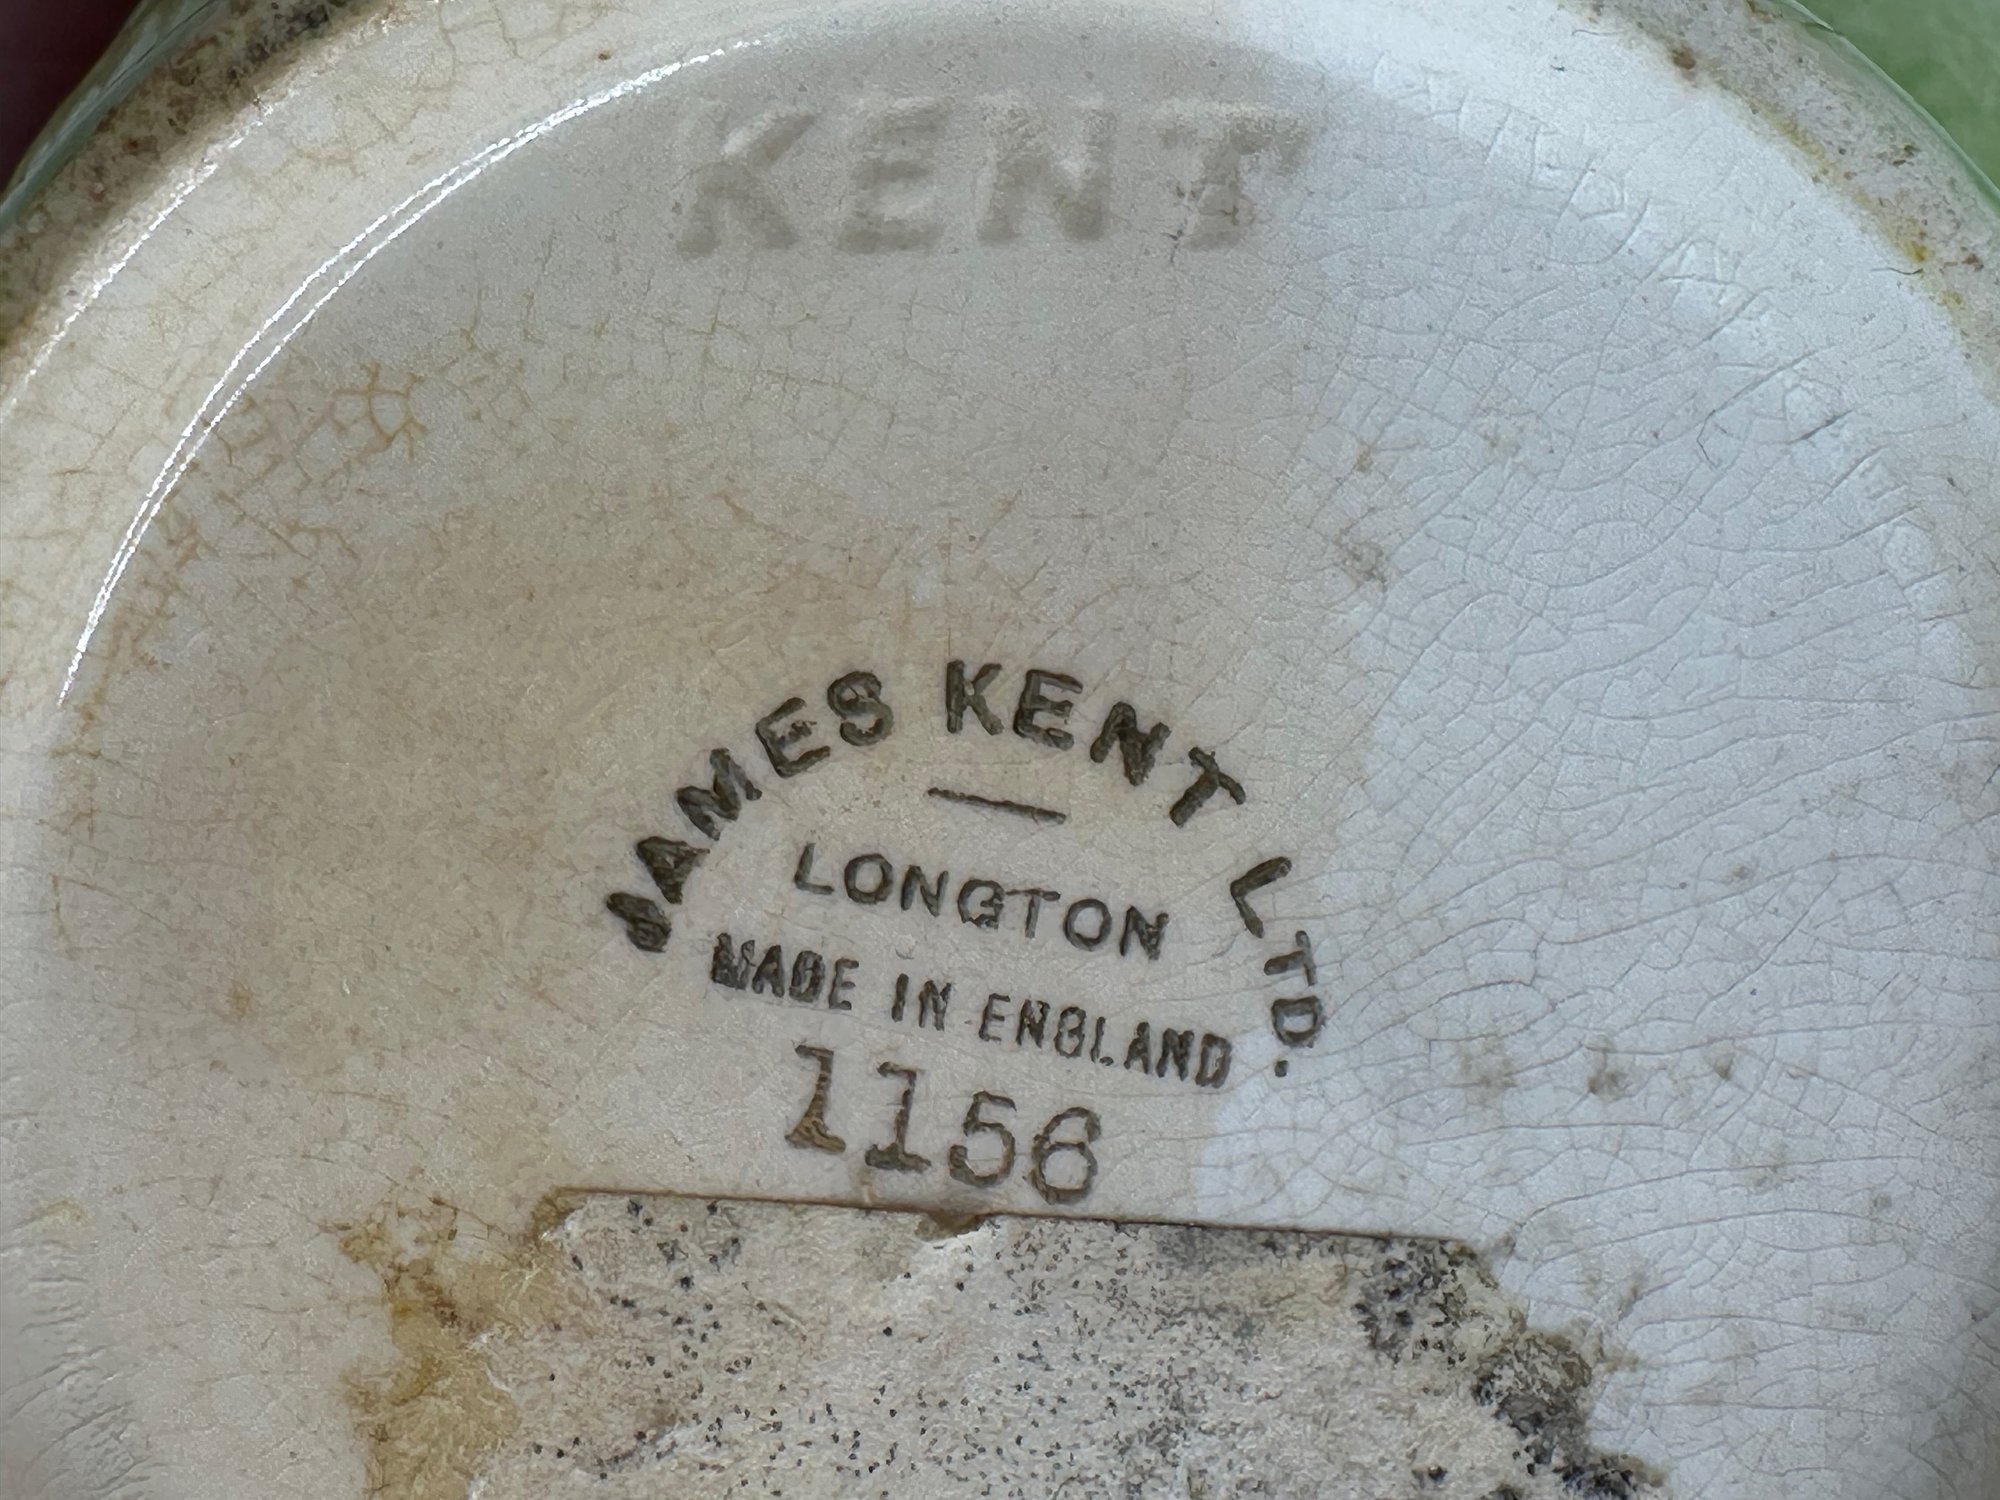 KENT
JAMES KENT LTD.
LONGTON
MADE IN ENGLAND
1156